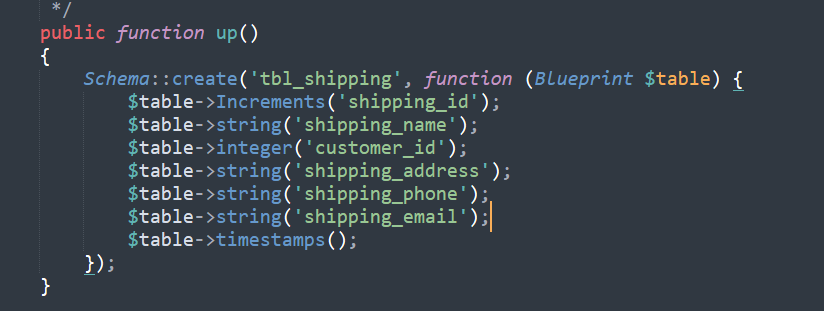 */
public function up()
{
Schema::create('tbl_shipping', function (Blueprint $table) {
$table->Increments('shipping_id');
$table->string('shipping_name');
$table->integer('customer_id');
$table->string('shipping_address');
$table->string('shipping_phone');
$table->string('shipping_email');
$table->timestamps();
});
}